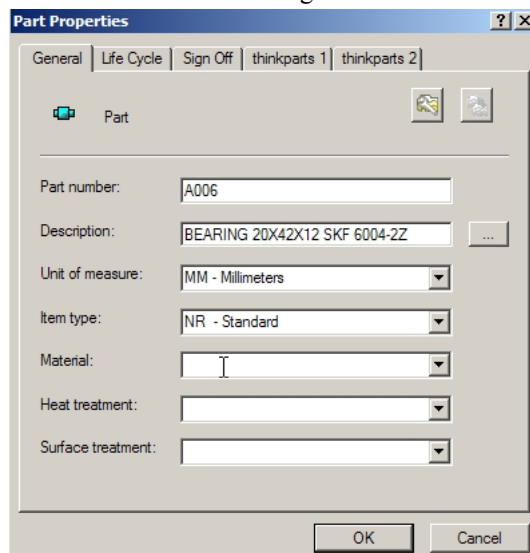 Part Properties
General Life Cycle Sign Off thinkparts 1 thinkparts 2
Part
Part number: A006
Description: BEARING 20X42X12 SKF 6004-2Z ...
Unit of measure: MM - Millimeters
Item type: NR - Standard
Material:
Heat treatment:
Surface treatment:
OK Cancel